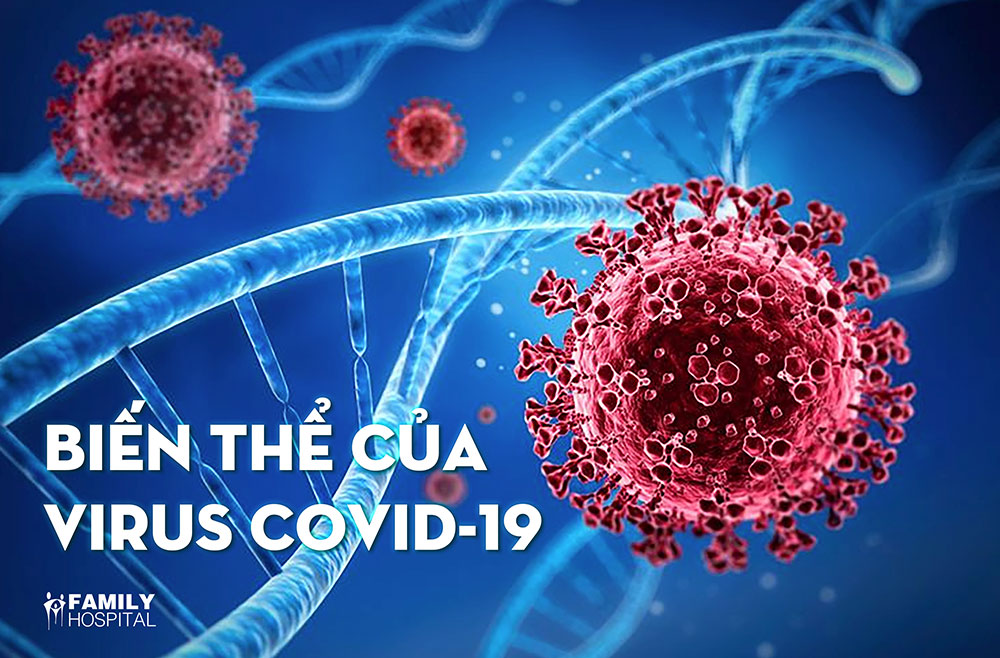 BIẾN THỂ CỦA
VIRUS COVID-19
FAMILY
HOSPITAL